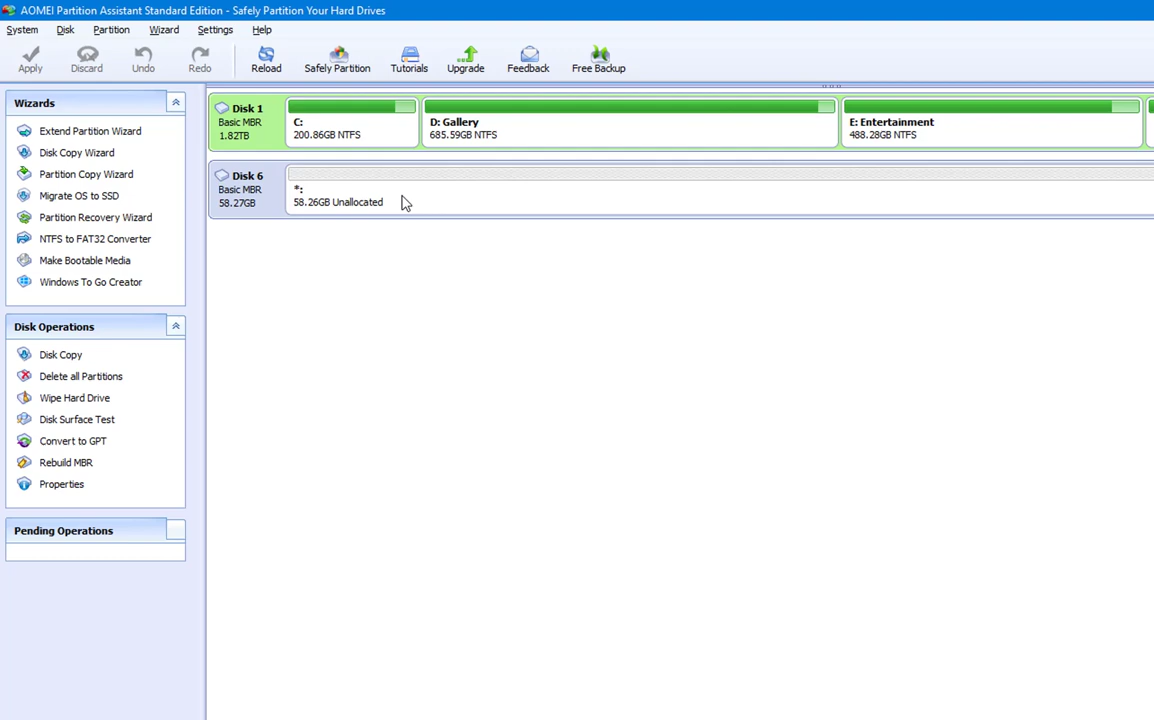 AOMEI Partition Assistant Standard Edition - Safely Partition Your Hard Drives
System Disk Partition Wizard Settings Help
Apply Discard Undo Redo Reload Safely Partition Tutorials Upgrade Feedback Free Backup
Wizards
Extend Partition Wizard
Disk Copy Wizard
Partition Copy Wizard
Migrate OS to SSD
Partition Recovery Wizard
NTFS to FAT32 Converter
Make Bootable Media
Windows To Go Creator
Disk Operations
Disk Copy
Delete all Partitions
Wipe Hard Drive
Disk Surface Test
Convert to GPT
Rebuild MBR
Properties
Pending Operations
Disk 1
Basic MBR
1.82TB
C:
200.86GB NTFS
D: Gallery
685.59GB NTFS
E: Entertainment
488.28GB NTFS
Disk 6
Basic MBR
58.27GB
*:
58.26GB Unallocated